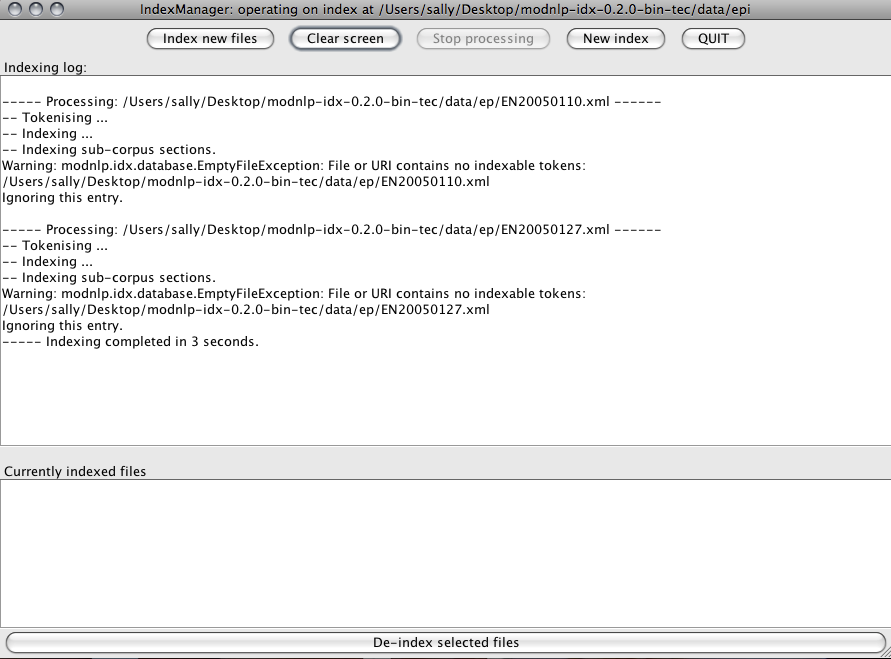 IndexManager: operating on index at /Users/sally/Desktop/modnlp-idx-0.2.0-bin-tec/data/epi
Index new files Clear screen Stop processing New index QUIT
Indexing log:
----- Processing: /Users/sally/Desktop/modnlp-idx-0.2.0-bin-tec/data/ep/EN20050110.xml ------
-- Tokenising ...
-- Indexing ...
-- Indexing sub-corpus sections.
Warning: modnlp.idx.database.EmptyFileException: File or URI contains no indexable tokens:
/Users/sally/Desktop/modnlp-idx-0.2.0-bin-tec/data/ep/EN20050110.xml
Ignoring this entry.
----- Processing: /Users/sally/Desktop/modnlp-idx-0.2.0-bin-tec/data/ep/EN20050127.xml ------
-- Tokenising ...
-- Indexing ...
-- Indexing sub-corpus sections.
Warning: modnlp.idx.database.EmptyFileException: File or URI contains no indexable tokens:
/Users/sally/Desktop/modnlp-idx-0.2.0-bin-tec/data/ep/EN20050127.xml
Ignoring this entry.
----- Indexing completed in 3 seconds.
Currently indexed files
De-index selected files